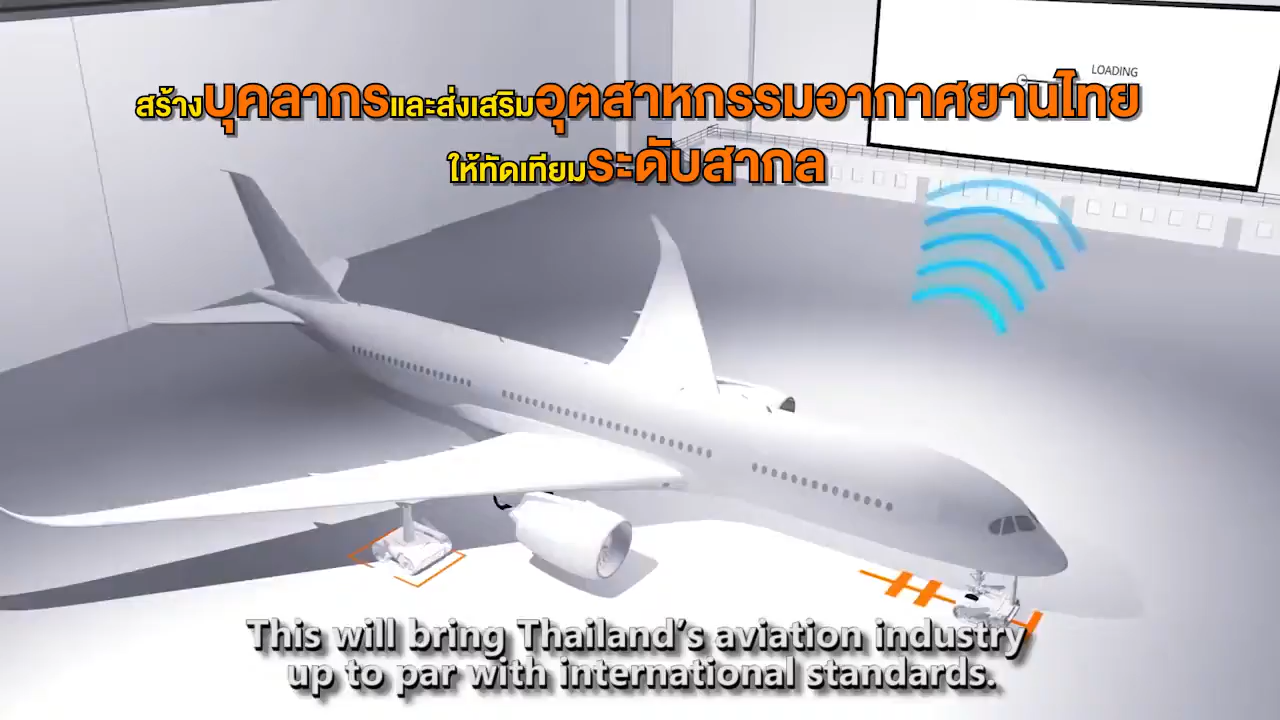 LOADING
สร้างบุคลากรและส่งเสริมอุตสาหกรรมอากาศยานไทย
ให้ทัดเทียมระดับสากล
This will bring Thailand's aviation industry
up to par with international standards.